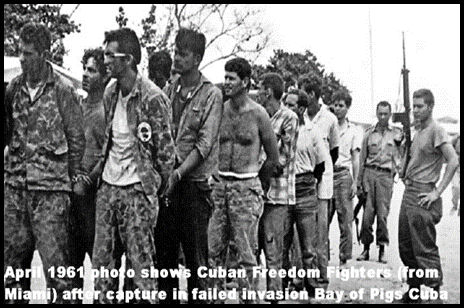 April 1961 photo shows Cuban Freedom Fighters (from
Miami) after capture in failed invasion Bay of Pigs Cuba